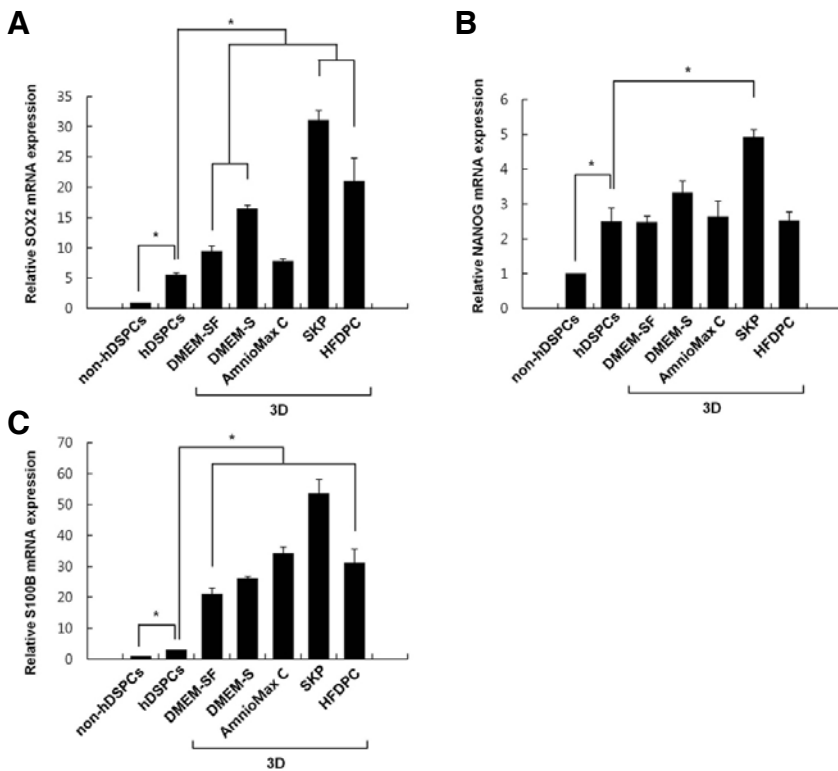 A
Relative SOX2 mRNA expression
35
30
25
20
15
10
5
0
*
*
non-hDSPCs
hDSPCs
DMEM-SF
DMEM-S
AmnioMax C
SKP
HFDPC
3D
B
Relative NANOG mRNA expression
6
5
4
3
2
1
0
*
*
non-hDSPCs
hDSPCs
DMEM-SF
DMEM-S
AmnioMax C
SKP
HFDPC
3D
C
Relative S100B mRNA expression
70
60
50
40
30
20
10
0
*
*
non-hDSPCs
hDSPCs
DMEM-SF
DMEM-S
AmnioMax C
SKP
HFDPC
3D